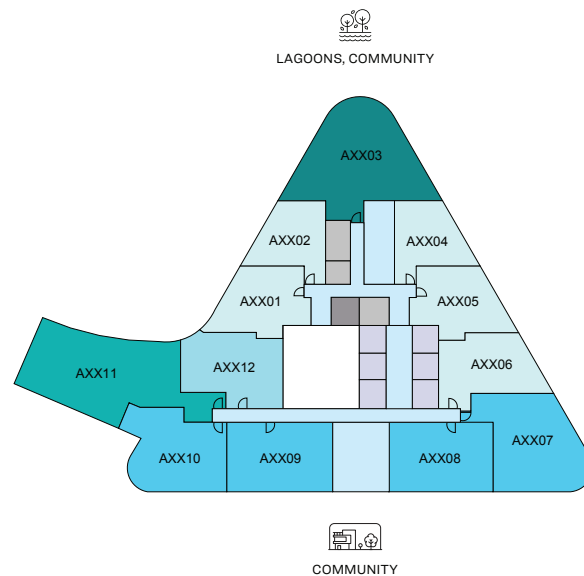 LAGOONS, COMMUNITY
AXX03
AXX02
AXX04
AXX01
AXX05
AXX11
AXX12
AXX06
AXX10
AXX09
AXX08
AXX07
COMMUNITY